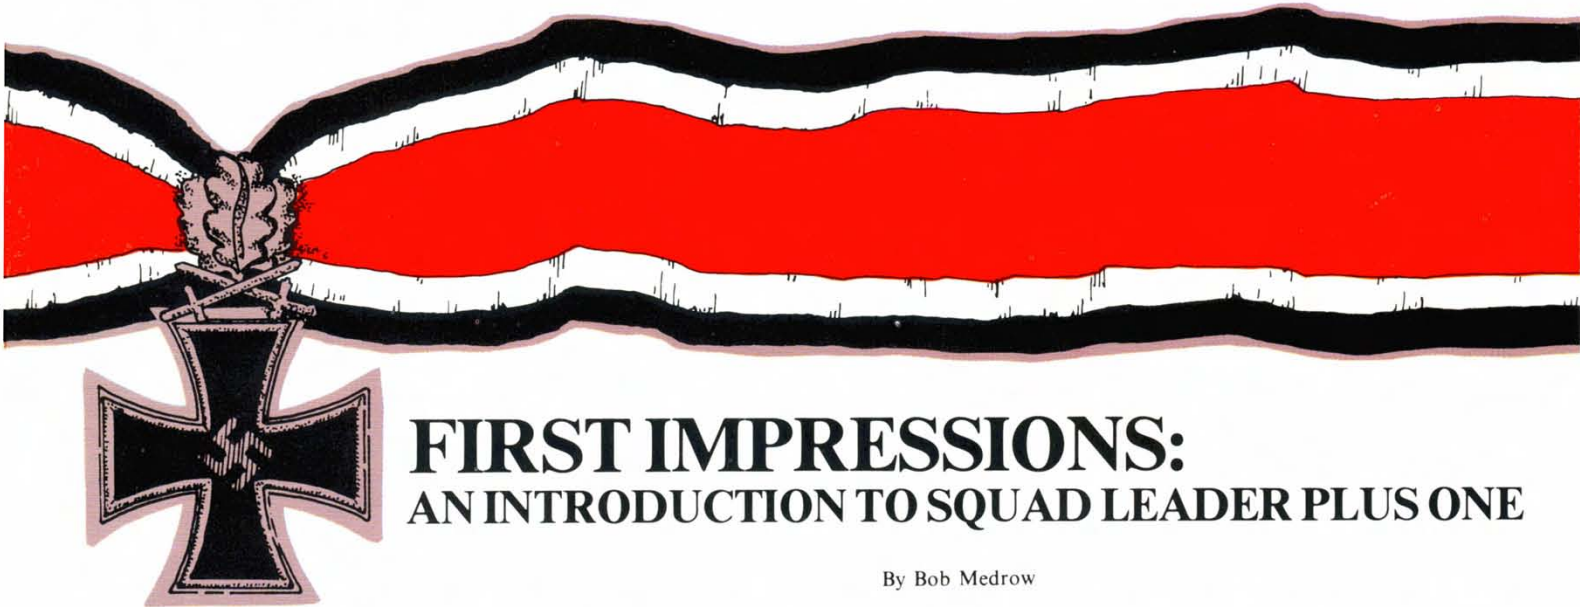 FIRST IMPRESSIONS:
AN INTRODUCTION TO SQUAD LEADER PLUS ONE
By Bob Medrow